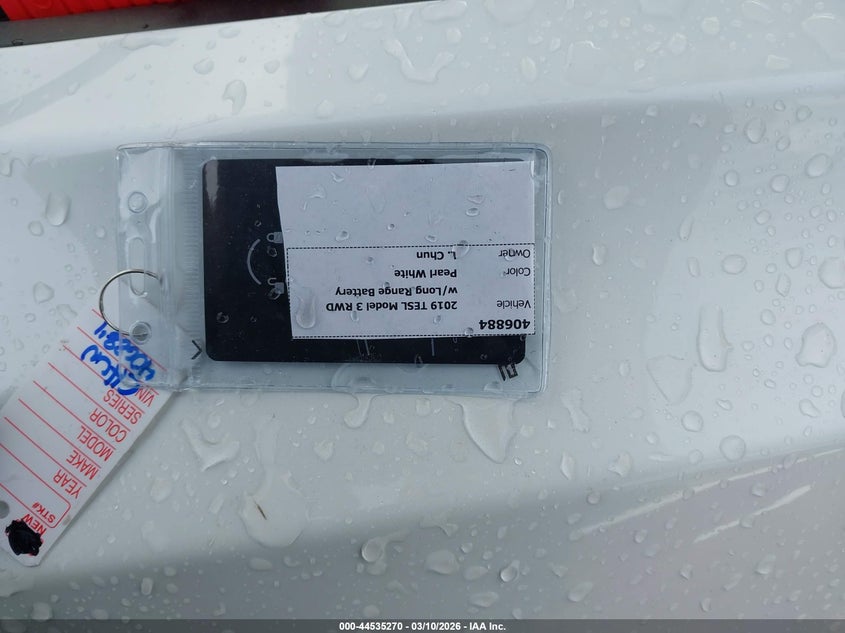 406884
Vehicle 2019 TESL Model 3 RWD
w/Long Range Battery
Color Pearl White
Owner L. Chun
NEW
STK#
YEAR
MAKE
MODEL
COLOR
SERIES
VIN
406884
000-44535270 - 03/10/2026 - IAA Inc.